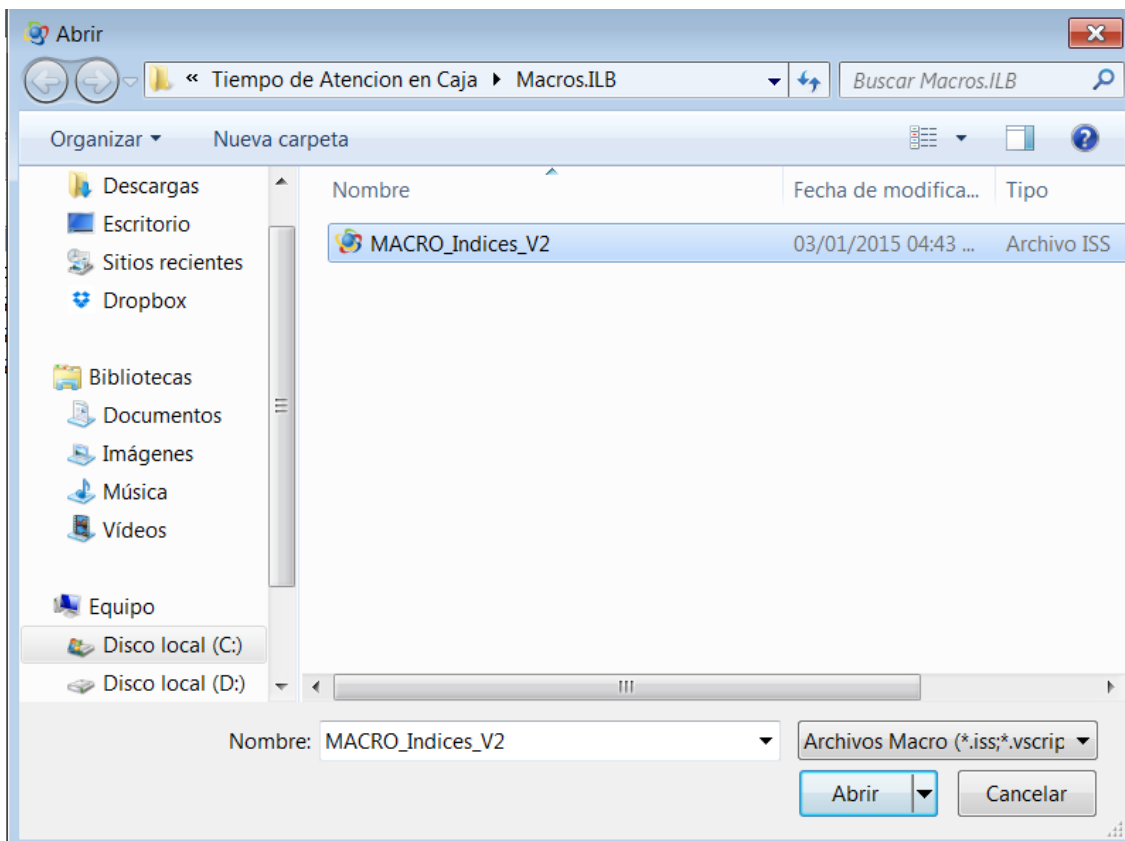 Abrir
« Tiempo de Atencion en Caja Macros.ILB Buscar Macros.ILB
Organizar Nueva carpeta
Nombre Fecha de modifica... Tipo
MACRO_Indices_V2 03/01/2015 04:43 ... Archivo ISS
Descargas
Escritorio
Sitios recientes
Dropbox
Bibliotecas
Documentos
Imágenes
Música
Vídeos
Equipo
Disco local (C:)
Disco local (D:)
Nombre: MACRO_Indices_V2 Archivos Macro (*.iss;*.vscrip
Abrir Cancelar